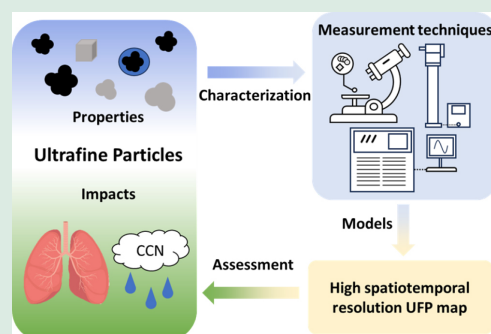 Properties
Ultrafine Particles
Impacts
CCN
Characterization
Measurement techniques
Models
High spatiotemporal
resolution UFP map
Assessment